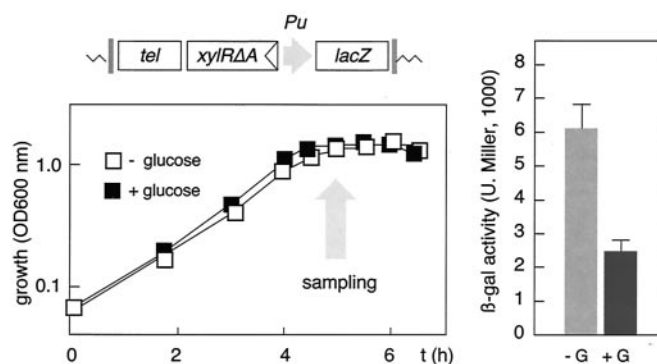 Pu
tel xylRΔA lacZ
growth (OD600 nm)
1.0
0.1
- glucose
+ glucose
sampling
0 2 4 6 t (h)
ß-gal activity (U. Miller, 1000)
8
7
6
5
4
3
2
1
0
- G + G